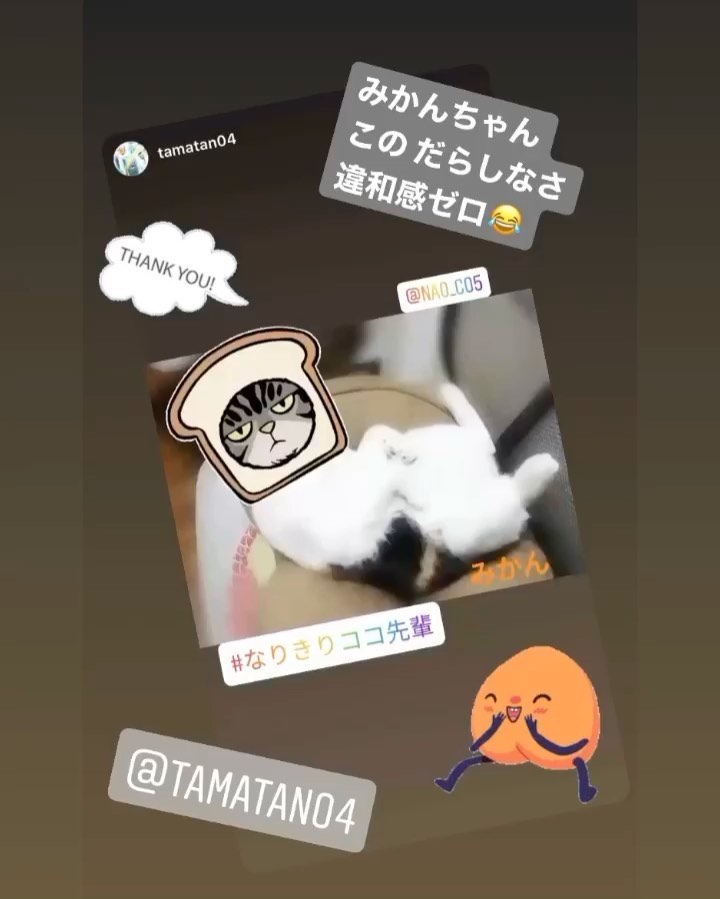 みかんちゃん
この だらしなさ
違和感ゼロ😂
tamatan04
THANK YOU!
@NAO_CO5
みかん
#なりきりココ先輩
@TAMATAN04